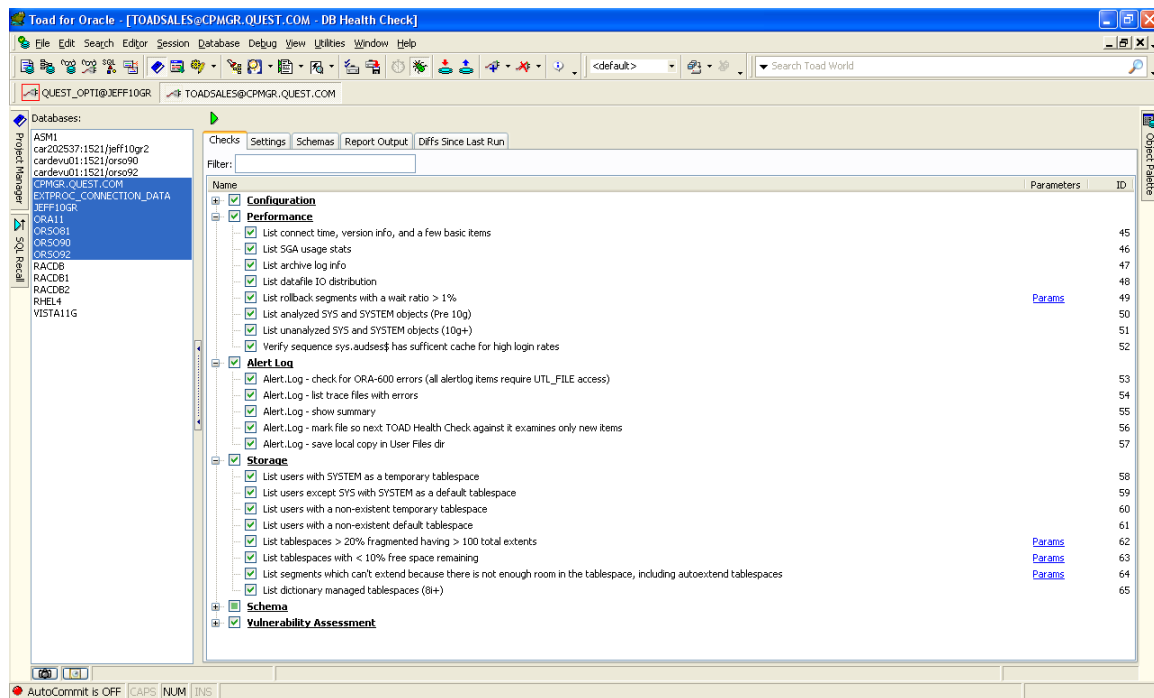 Toad for Oracle - [TOADSALES@CPMGR.QUEST.COM - DB Health Check]
File Edit Search Editor Session Database Debug View Utilities Window Help
SQL <default> Search Toad World
QUEST_OPTI@JEFF10GR TOADSALES@CPMGR.QUEST.COM
Project Manager
SQL Recall
Databases:
ASM1
car202537:1521/jeff10gr2
cardevu01:1521/orso90
cardevu01:1521/orso92
CPMGR.QUEST.COM
EXTPROC_CONNECTION_DATA
JEFF10GR
ORA11
ORSO81
ORSO90
ORSO92
RACDB
RACDB1
RACDB2
RHEL4
VISTA11G
Checks Settings Schemas Report Output Diffs Since Last Run
Filter:
Name Parameters ID
Configuration
Performance
List connect time, version info, and a few basic items 45
List SGA usage stats 46
List archive log info 47
List datafile IO distribution 48
List rollback segments with a wait ratio > 1% Params 49
List analyzed SYS and SYSTEM objects (Pre 10g) 50
List unanalyzed SYS and SYSTEM objects (10g+) 51
Verify sequence sys.audses$ has sufficent cache for high login rates 52
Alert Log
Alert.Log - check for ORA-600 errors (all alertlog items require UTL_FILE access) 53
Alert.Log - list trace files with errors 54
Alert.Log - show summary 55
Alert.Log - mark file so next TOAD Health Check against it examines only new items 56
Alert.Log - save local copy in User Files dir 57
Storage
List users with SYSTEM as a temporary tablespace 58
List users except SYS with SYSTEM as a default tablespace 59
List users with a non-existent temporary tablespace 60
List users with a non-existent default tablespace 61
List tablespaces > 20% fragmented having > 100 total extents Params 62
List tablespaces with < 10% free space remaining Params 63
List segments which can't extend because there is not enough room in the tablespace, including autoextend tablespaces Params 64
List dictionary managed tablespaces (8i+) 65
Schema
Vulnerability Assessment
Object Palette
AutoCommit is OFF CAPS NUM INS